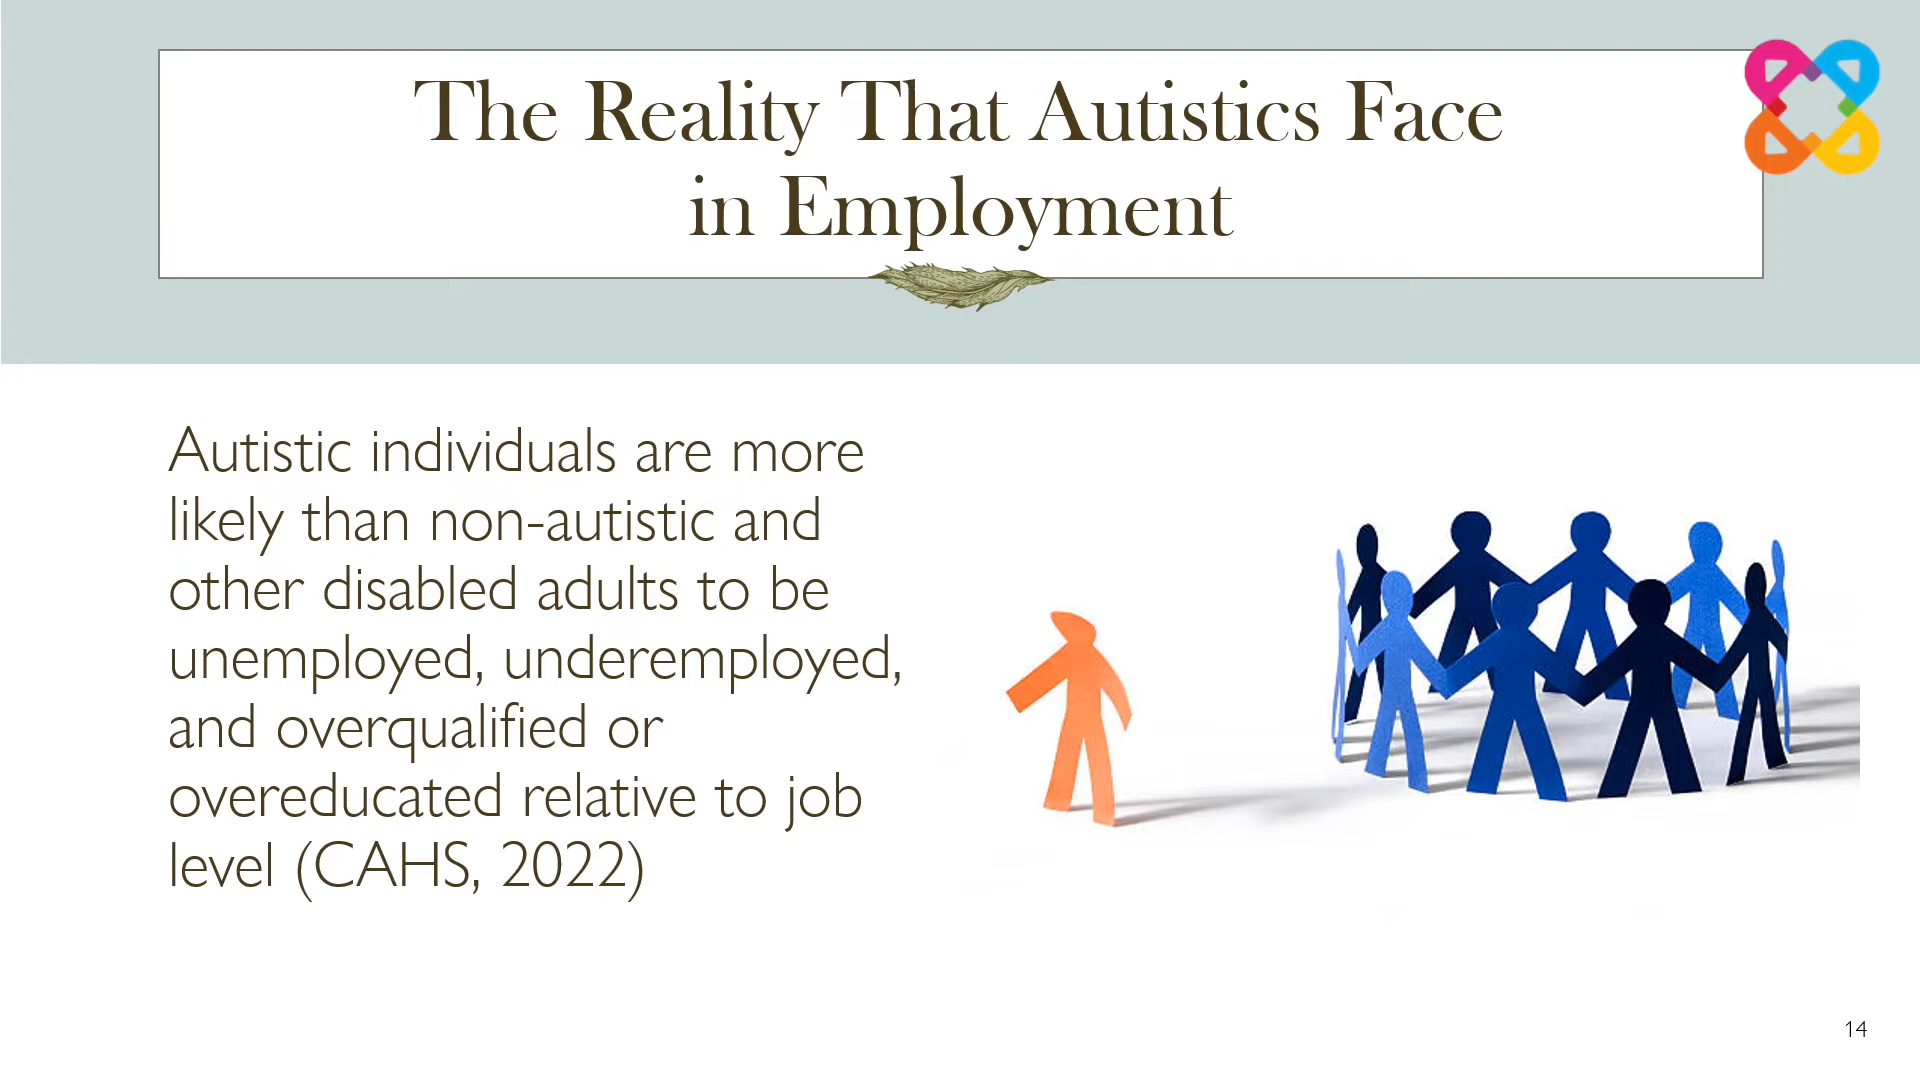 The Reality That Autistics Face
in Employment
Autistic individuals are more
likely than non-autistic and
other disabled adults to be
unemployed, underemployed,
and overqualified or
overeducated relative to job
level (CAHS, 2022)
14